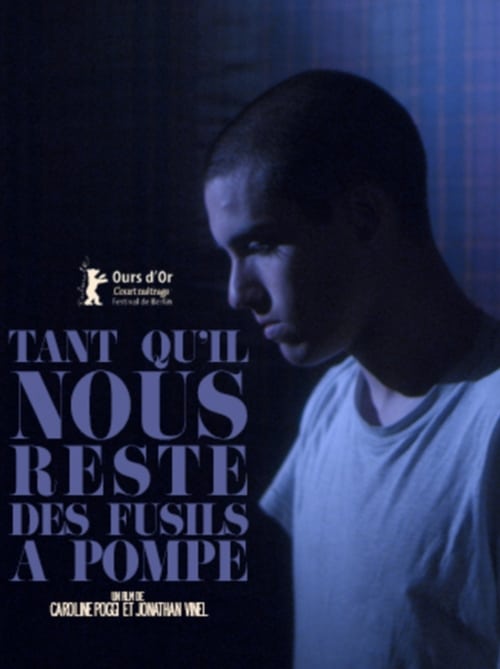 Ours d'Or
Court métrage
Festival de Berlin
TANT QU'IL
NOUS
RESTE
DES FUSILS
A POMPE
UN FILM DE
CAROLINE POGGI ET JONATHAN VINEL